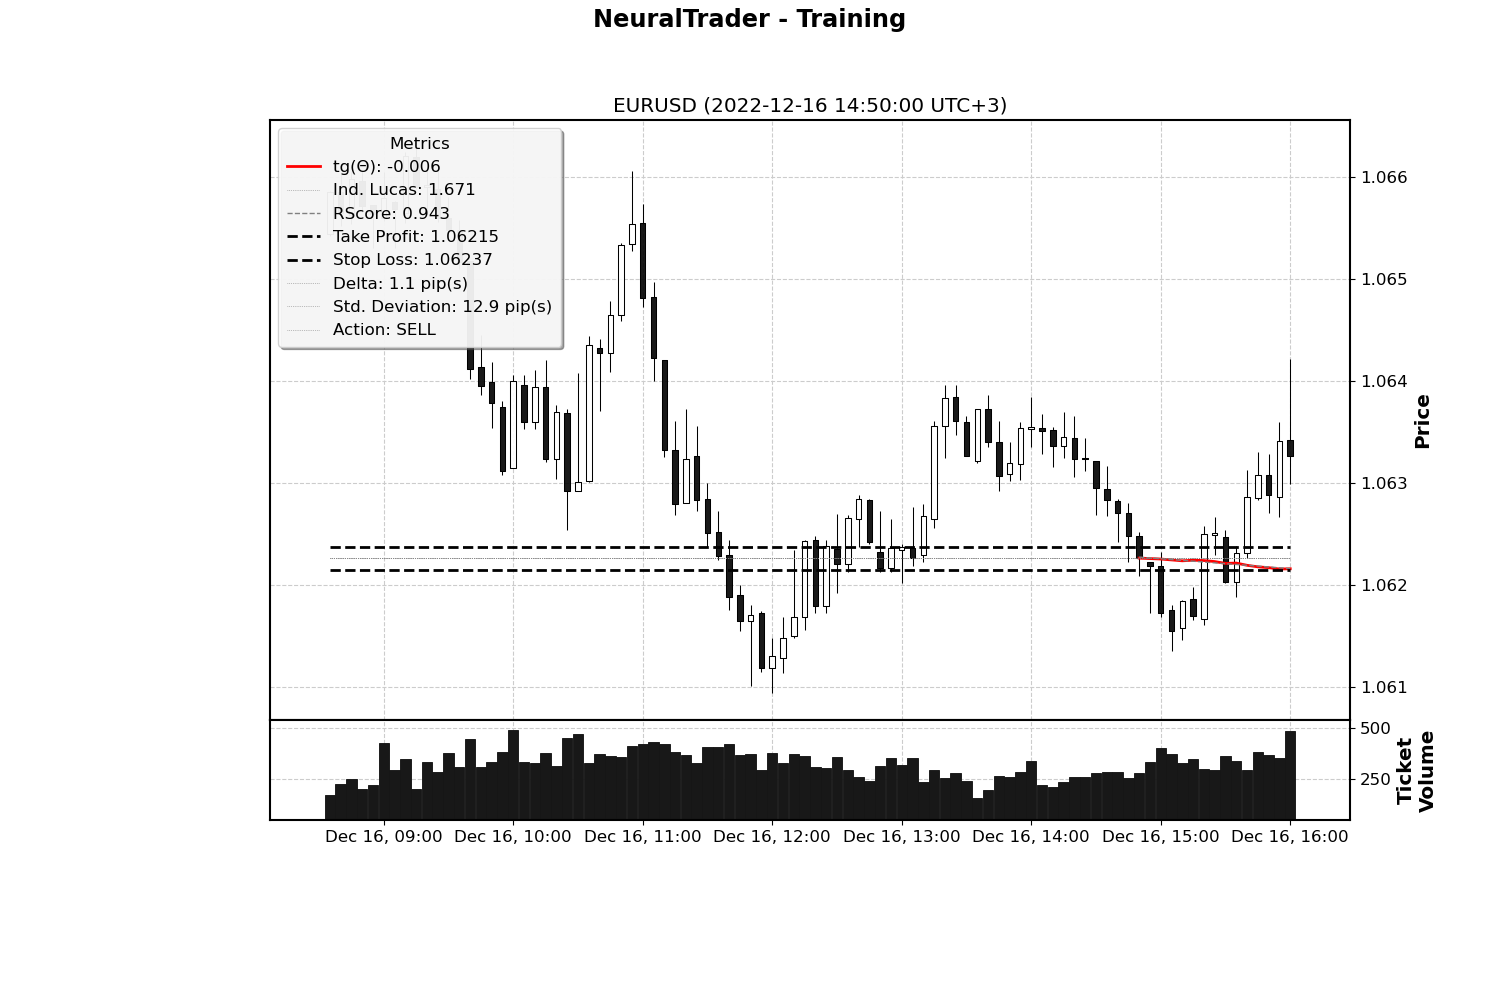 NeuralTrader - Training
EURUSD (2022-12-16 14:50:00 UTC+3)
Metrics
tg(Θ): -0.006
Ind. Lucas: 1.671
RScore: 0.943
Take Profit: 1.06215
Stop Loss: 1.06237
Delta: 1.1 pip(s)
Std. Deviation: 12.9 pip(s)
Action: SELL
1.066
1.065
1.064
1.063
1.062
1.061
Price
500
250
Ticket
Volume
Dec 16, 09:00 Dec 16, 10:00 Dec 16, 11:00 Dec 16, 12:00 Dec 16, 13:00 Dec 16, 14:00 Dec 16, 15:00 Dec 16, 16:00